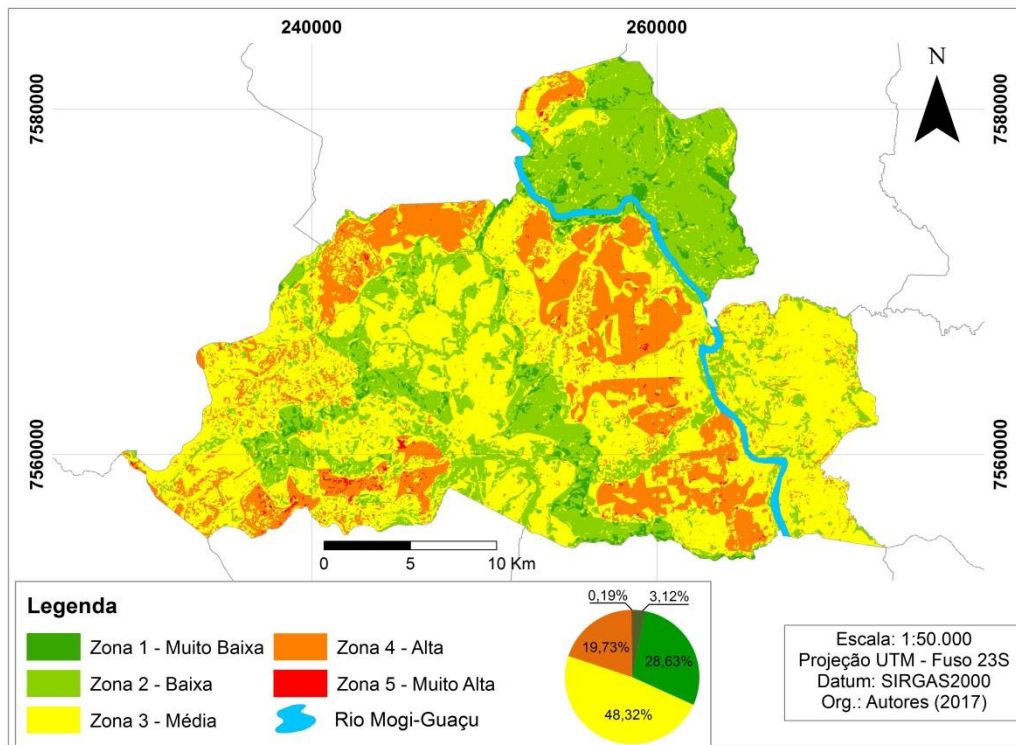 240000
260000
N
7580000
7580000
7560000
7560000
0 5 10 Km
Legenda
Zona 1 - Muito Baixa
Zona 2 - Baixa
Zona 3 - Média
Zona 4 - Alta
Zona 5 - Muito Alta
Rio Mogi-Guaçu
0,19%
3,12%
19,73%
28,63%
48,32%
Escala: 1:50.000
Projeção UTM - Fuso 23S
Datum: SIRGAS2000
Org.: Autores (2017)